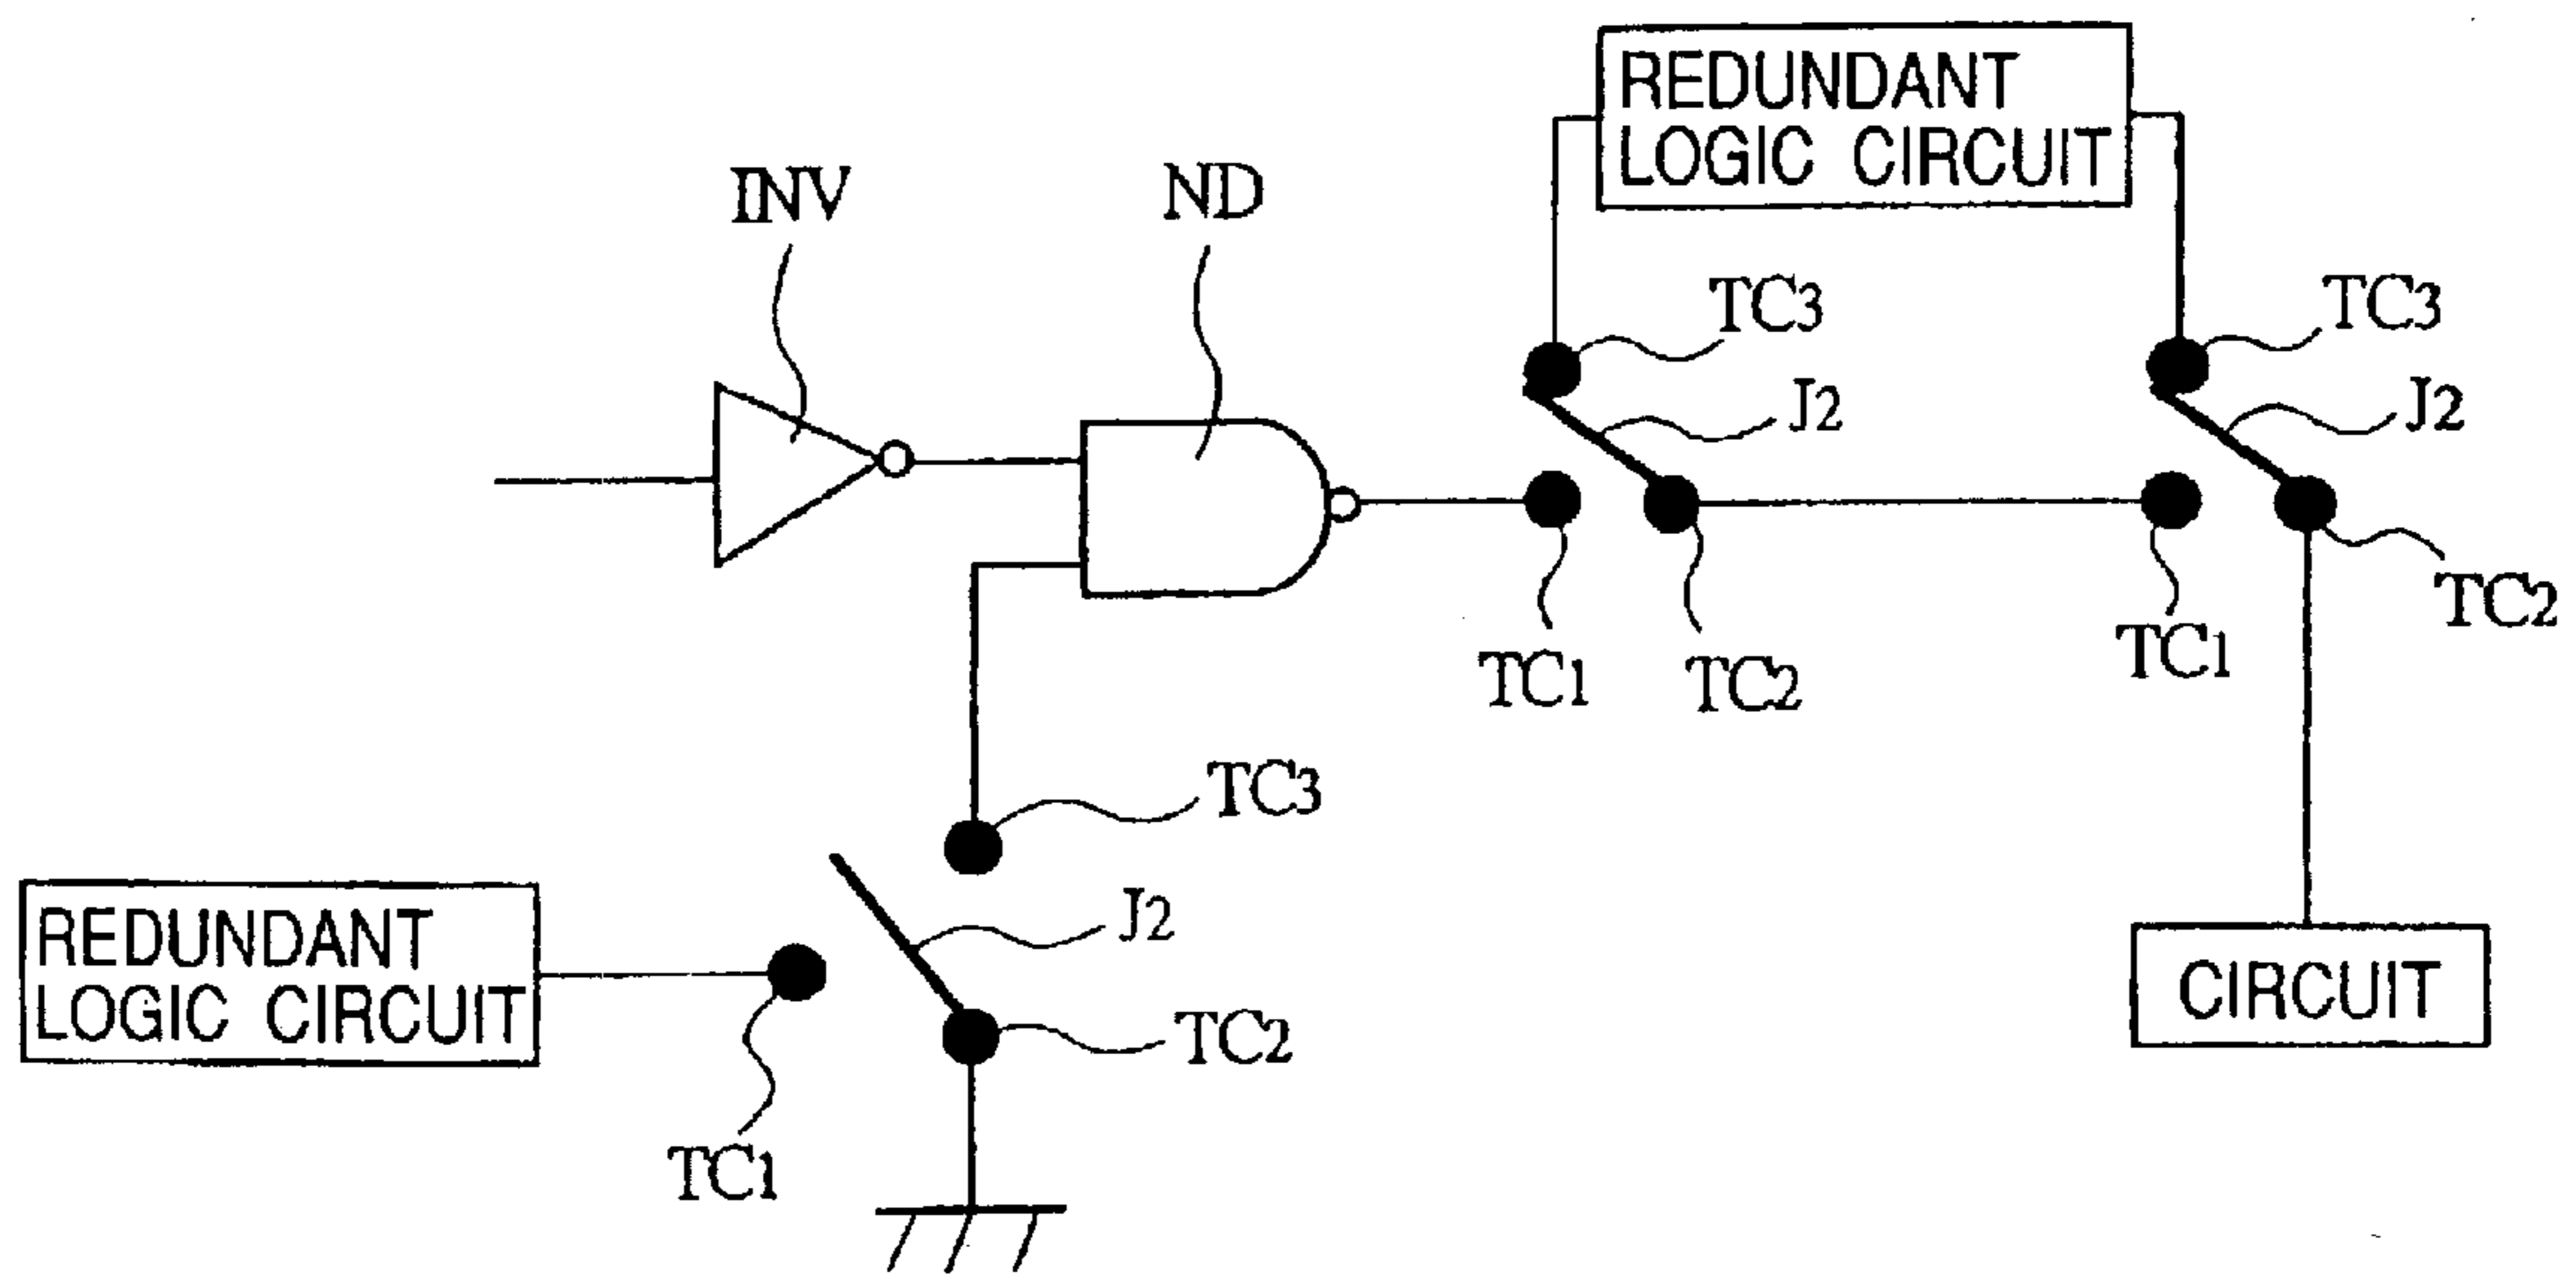 REDUNDANT
LOGIC CIRCUIT
INV
ND
TC3
TC3
J2
J2
TC1
TC2
TC1
TC2
TC3
J2
REDUNDANT
LOGIC CIRCUIT
TC2
TC1
CIRCUIT